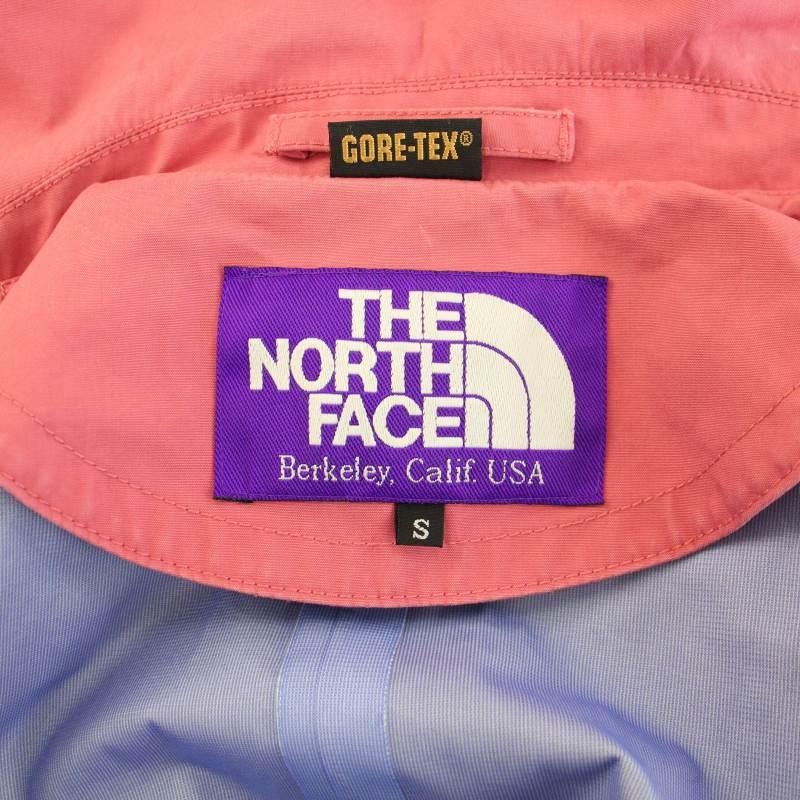 GORE-TEX®
THE
NORTH
FACE
Berkeley, Calif. USA
S